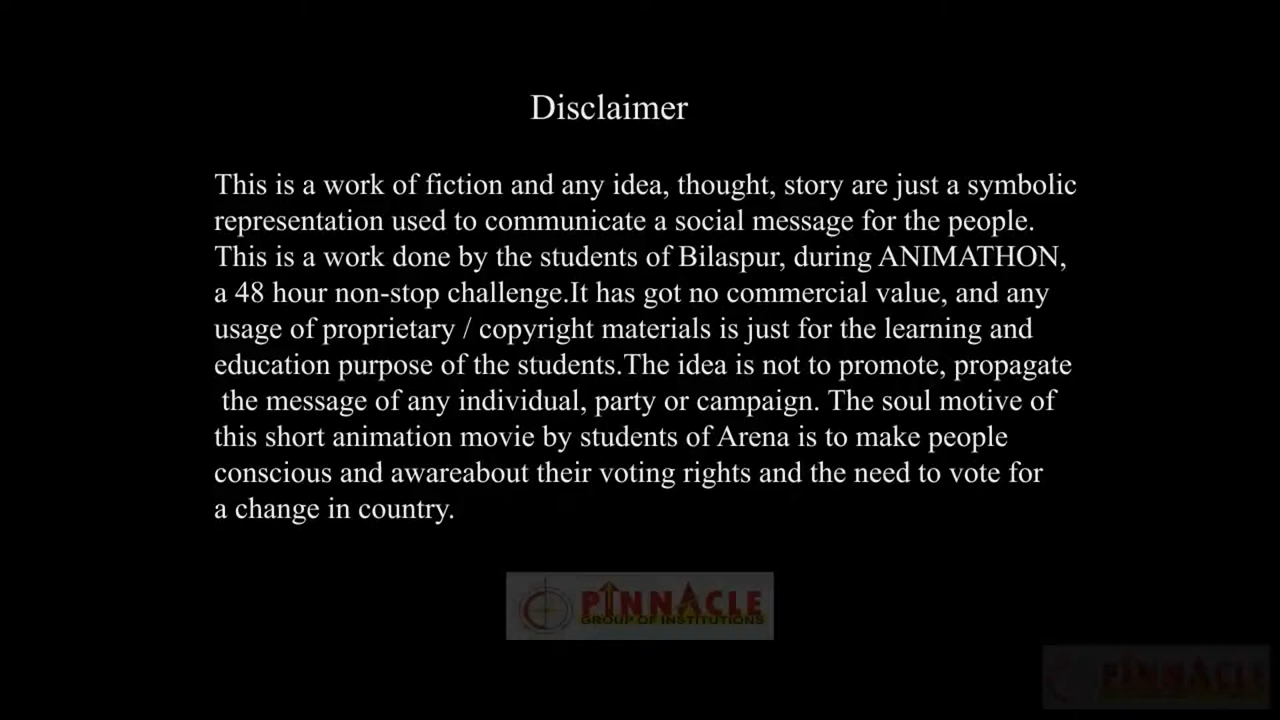 Disclaimer
This is a work of fiction and any idea, thought, story are just a symbolic
representation used to communicate a social message for the people.
This is a work done by the students of Bilaspur, during ANIMATHON,
a 48 hour non-stop challenge.It has got no commercial value, and any
usage of proprietary / copyright materials is just for the learning and
education purpose of the students.The idea is not to promote, propagate
the message of any individual, party or campaign. The soul motive of
this short animation movie by students of Arena is to make people
conscious and awareabout their voting rights and the need to vote for
a change in country.
PINNACLE
GROUP OF INSTITUTIONS
PINNACLE